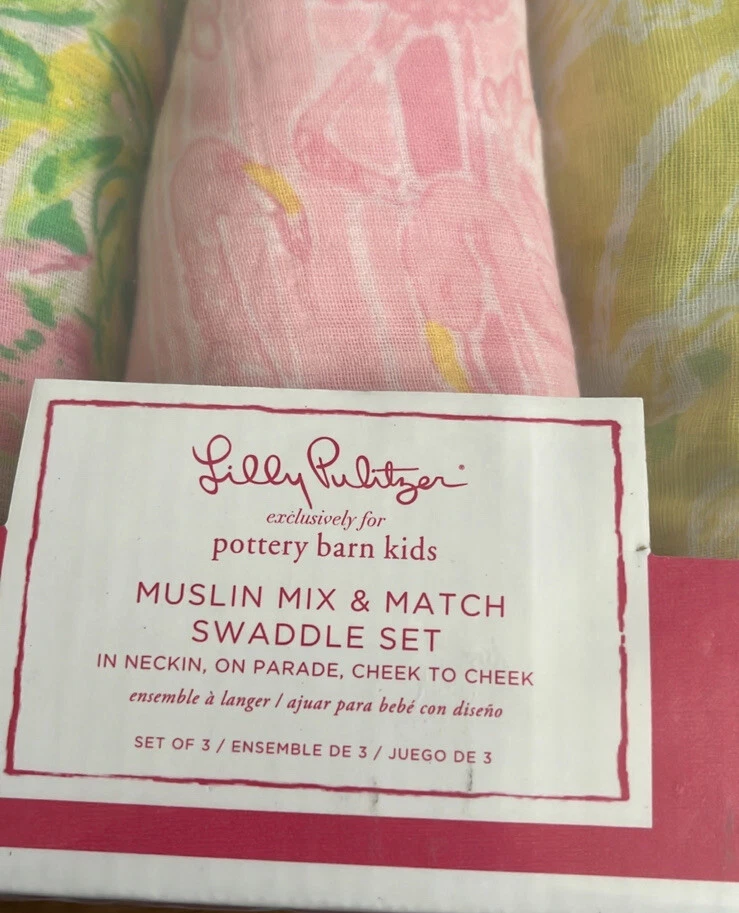 Lilly Pulitzer®
exclusively for
pottery barn kids
MUSLIN MIX & MATCH
SWADDLE SET
IN NECKIN, ON PARADE, CHEEK TO CHEEK
ensemble à langer / ajuar para bebé con diseño
SET OF 3 / ENSEMBLE DE 3 / JUEGO DE 3